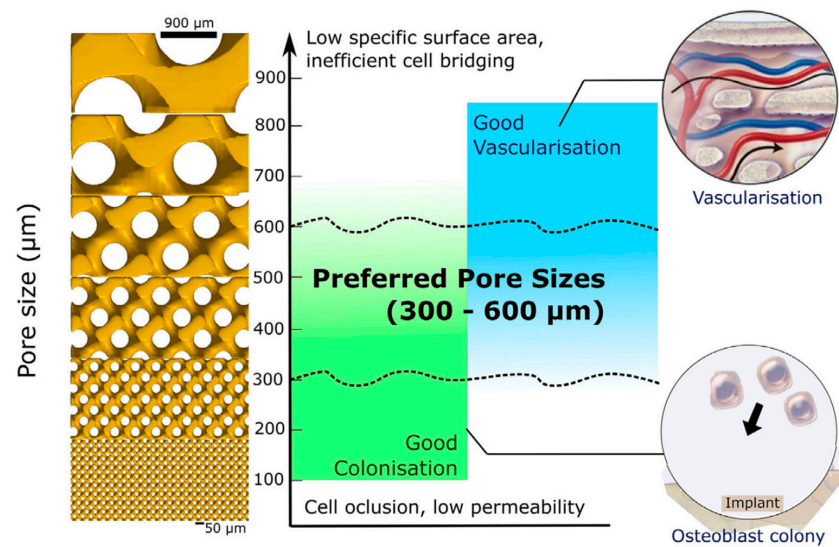 900 µm
Low specific surface area,
inefficient cell bridging
Pore size (µm)
900
800
700
600
500
400
300
200
100
Good
Vascularisation
Preferred Pore Sizes
(300 - 600 µm)
Good
Colonisation
Cell oclusion, low permeability
50 µm
Vascularisation
Implant
Osteoblast colony